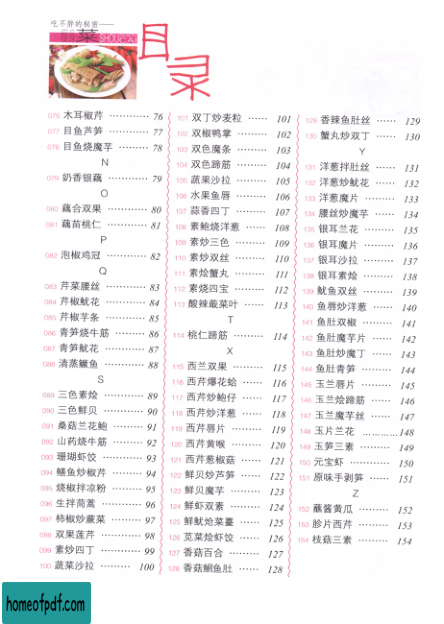 吃不胖的秘密——
瘦菜 SHOUCAI
目录
076 木耳椒芹 ………… 76
077 目鱼芦笋 ………… 77
078 目鱼烧魔芋 ……… 78
N
079 奶香银藕 ………… 79
O
080 藕合双果 ………… 80
081 藕苗桃仁 ………… 81
P
082 泡椒鸡冠 ………… 82
Q
083 芹菜腰丝 ………… 83
084 芹椒鱿花 ………… 84
085 芹椒芋条 ………… 85
086 青笋烧牛筋 ……… 86
087 青笋鱿花 ………… 87
088 清蒸鳜鱼 ………… 88
S
089 三色素烩 ………… 89
090 三色鲜贝 ………… 90
091 桑菇兰花鲍 ……… 91
092 山药烧牛筋 ……… 92
093 珊瑚虾饺 ………… 93
094 鳝鱼炒椒芹 ……… 94
095 烧椒拌凉粉 ……… 95
096 生拌茼蒿 ………… 96
097 柿椒炒蕨菜 ……… 97
098 双果莲芹 ………… 98
099 素炒四丁 ………… 99
100 蔬菜沙拉 ………… 100
101 双丁炒麦粒 …… 101
102 双椒鸭掌 ……… 102
103 双色魔条 ……… 103
104 双色蹄筋 ……… 104
105 蔬果沙拉 ……… 105
106 水果鱼唇 ……… 106
107 蒜香四丁 ……… 107
108 素鲍烧洋葱 …… 108
109 素炒三色 ……… 109
110 素炒双丝 ……… 110
111 素烩蟹丸 ……… 111
112 素烧四宝 ……… 112
113 酸辣蕺菜叶 …… 113
T
114 桃仁蹄筋 ……… 114
X
115 西兰双果 ……… 115
116 西芹爆花蛤 …… 116
117 西芹炒鲍仔 …… 117
118 西芹炒洋葱 …… 118
119 西芹唇片 ……… 119
120 西芹黄喉 ……… 120
121 西芹葱椒菇 …… 121
122 鲜贝炒芦笋 …… 122
123 鲜贝魔芋 ……… 123
124 鲜虾双素 ……… 124
125 鲜鱿烩菜薹 …… 125
126 苋菜烩虾饺 …… 126
127 香菇百合 ……… 127
128 香菇鮰鱼肚 …… 128
129 香辣鱼肚丝 …… 129
130 蟹丸炒双丁 …… 130
Y
131 洋葱拌肚丝 …… 131
132 洋葱炒鱿花 …… 132
133 洋葱魔片 ……… 133
134 腰丝炒魔芋 …… 134
135 银耳兰花 ……… 135
136 银耳魔片 ……… 136
137 银耳沙拉 ……… 137
138 银耳素烩 ……… 138
139 鱿鱼双丝 ……… 139
140 鱼唇炒洋葱 …… 140
141 鱼肚双椒 ……… 141
142 鱼肚魔芋片 …… 142
143 鱼肚炒魔丁 …… 143
144 鱼肚青笋 ……… 144
145 玉兰唇片 ……… 145
146 玉兰烩蹄筋 …… 146
147 玉兰魔芋丝 …… 147
148 玉片兰花 ………… 148
149 玉笋三素 ……… 149
150 元宝虾 ………… 150
151 原味手剥笋 …… 151
Z
152 蘸酱黄瓜 ……… 152
153 胗片西芹 ……… 153
154 枝菇三素 ……… 154
homeofpdf.com